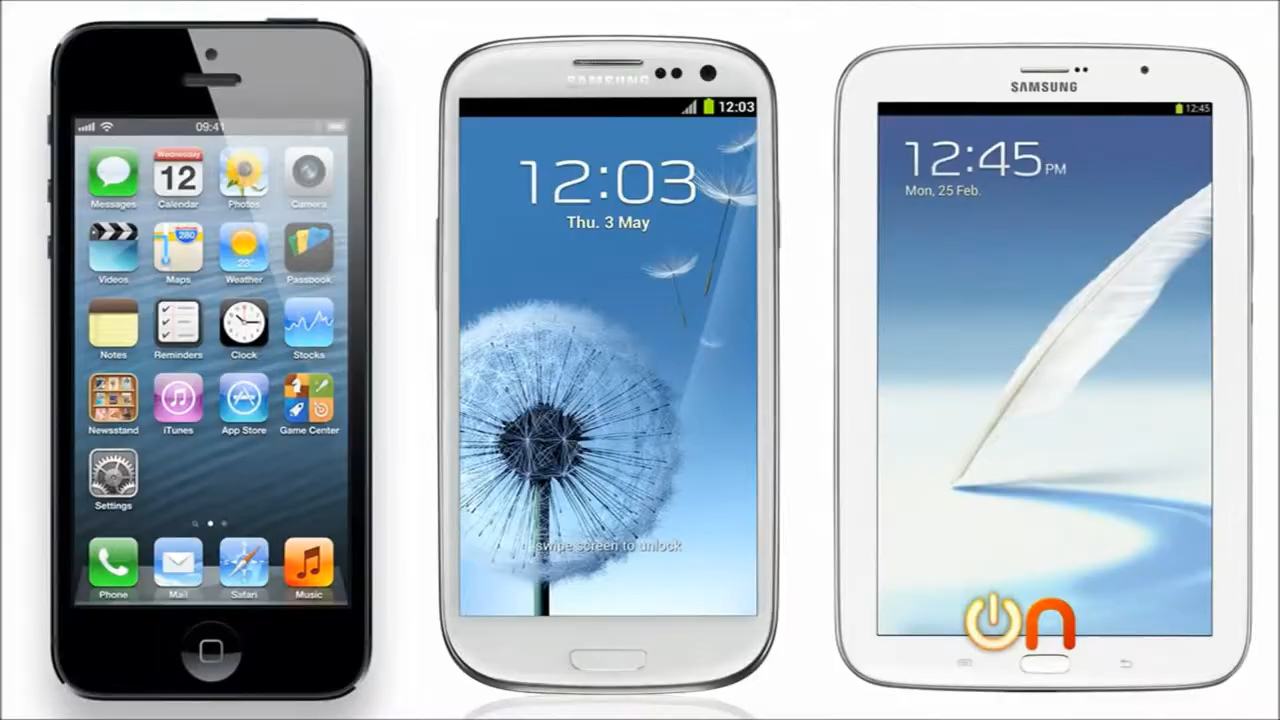 09:41
Wednesday
12
280
23°
Messages Calendar Photos Camera
Videos Maps Weather Passbook
Notes Reminders Clock Stocks
Newsstand iTunes App Store Game Center
Settings
Phone Mail Safari Music
SAMSUNG
12:03
12:03
Thu. 3 May
swipe screen to unlock
SAMSUNG
12:45
12:45 PM
Mon, 25 Feb.
On